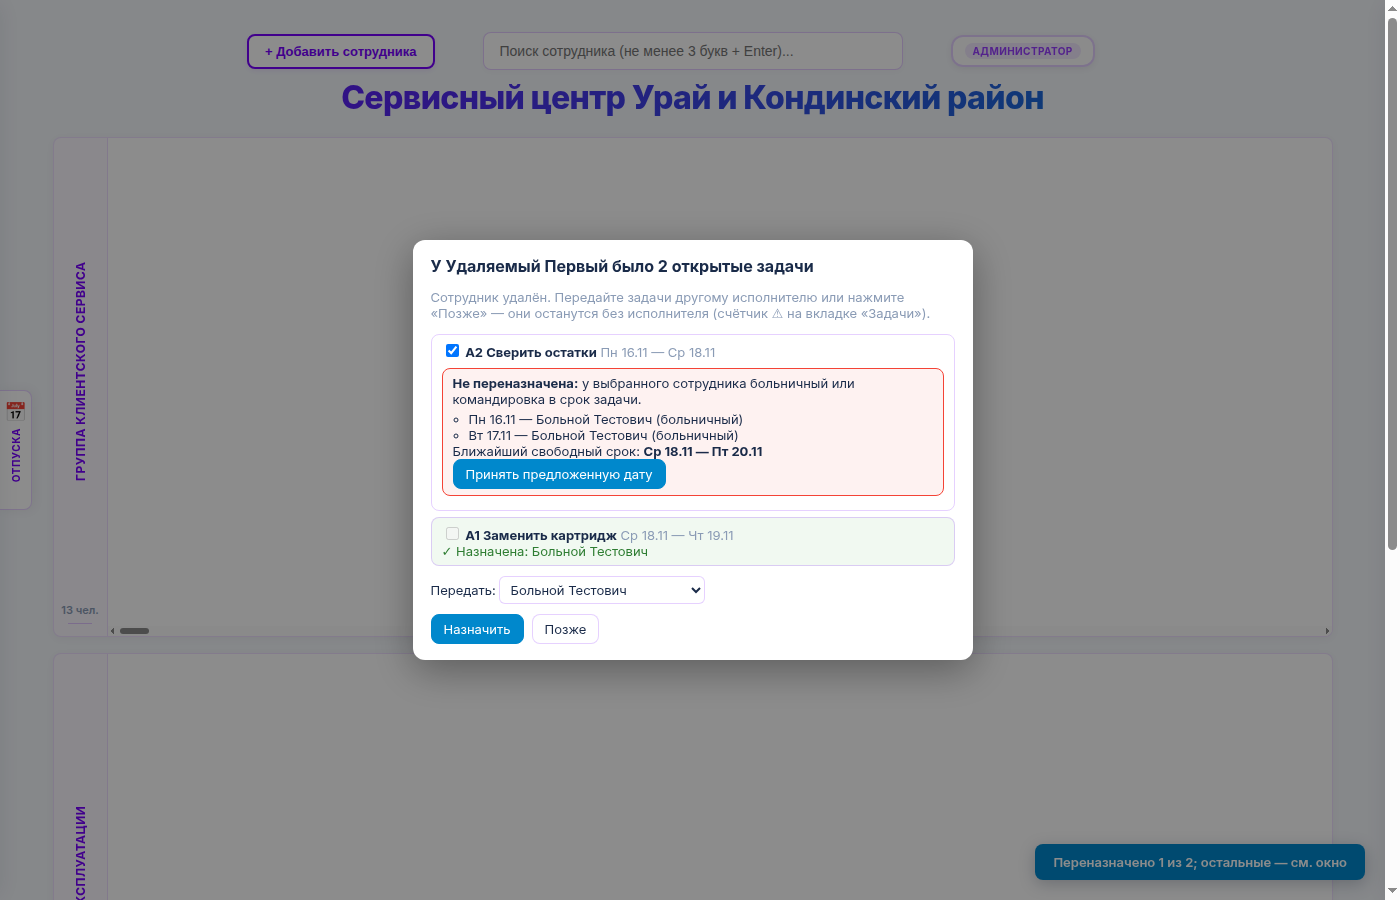 + Добавить сотрудника
Поиск сотрудника (не менее 3 букв + Enter)...
АДМИНИСТРАТОР
Сервисный центр Урай и Кондинский район
ГРУППА КЛИЕНТСКОГО СЕРВИСА
13 чел.
ОТПУСКА
У Удаляемый Первый было 2 открытые задачи
Сотрудник удалён. Передайте задачи другому исполнителю или нажмите
«Позже» — они останутся без исполнителя (счётчик ⚠ на вкладке «Задачи»).
A2 Сверить остатки Пн 16.11 — Ср 18.11
Не переназначена: у выбранного сотрудника больничный или
командировка в срок задачи.
Пн 16.11 — Больной Тестович (больничный)
Вт 17.11 — Больной Тестович (больничный)
Ближайший свободный срок: Ср 18.11 — Пт 20.11
Принять предложенную дату
A1 Заменить картридж Ср 18.11 — Чт 19.11
✓ Назначена: Больной Тестович
Передать: Больной Тестович
Назначить Позже
КСПЛУАТАЦИИ
Переназначено 1 из 2; остальные — см. окно